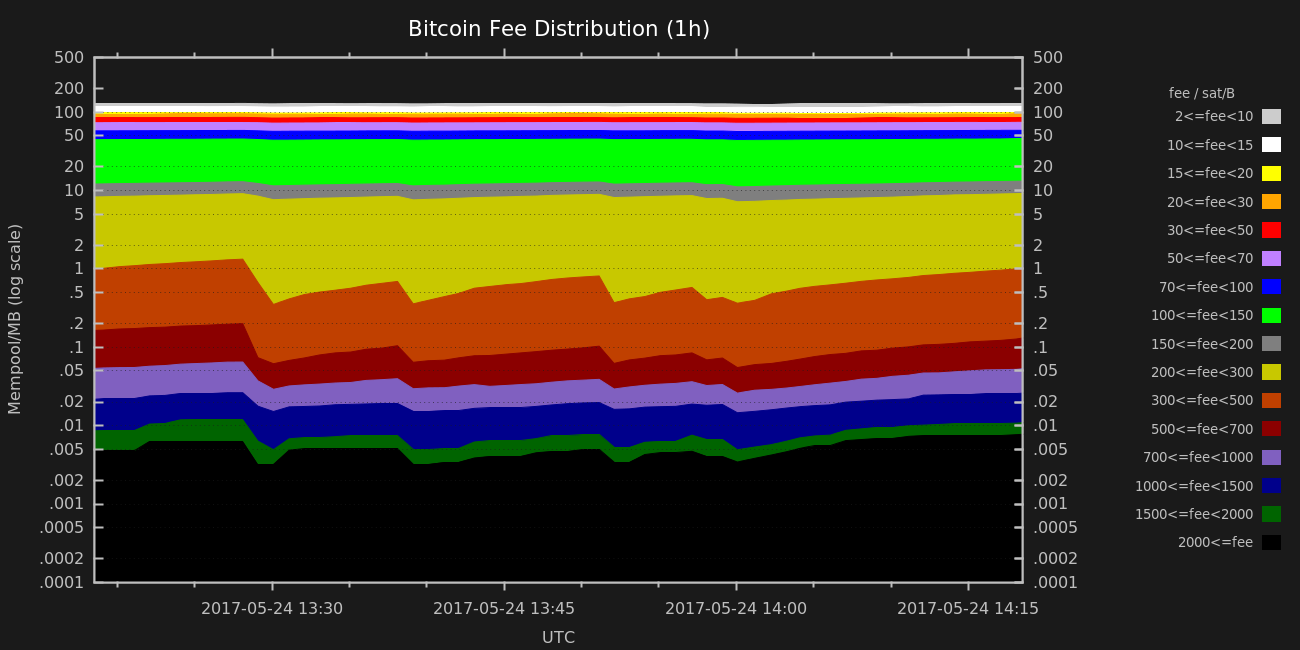 Bitcoin Fee Distribution (1h)
Mempool/MB (log scale)
500
200
100
50
20
10
5
2
1
.5
.2
.1
.05
.02
.01
.005
.002
.001
.0005
.0002
.0001
500
200
100
50
20
10
5
2
1
.5
.2
.1
.05
.02
.01
.005
.002
.001
.0005
.0002
.0001
2017-05-24 13:30 2017-05-24 13:45 2017-05-24 14:00 2017-05-24 14:15
UTC
fee / sat/B
2<=fee<10
10<=fee<15
15<=fee<20
20<=fee<30
30<=fee<50
50<=fee<70
70<=fee<100
100<=fee<150
150<=fee<200
200<=fee<300
300<=fee<500
500<=fee<700
700<=fee<1000
1000<=fee<1500
1500<=fee<2000
2000<=fee